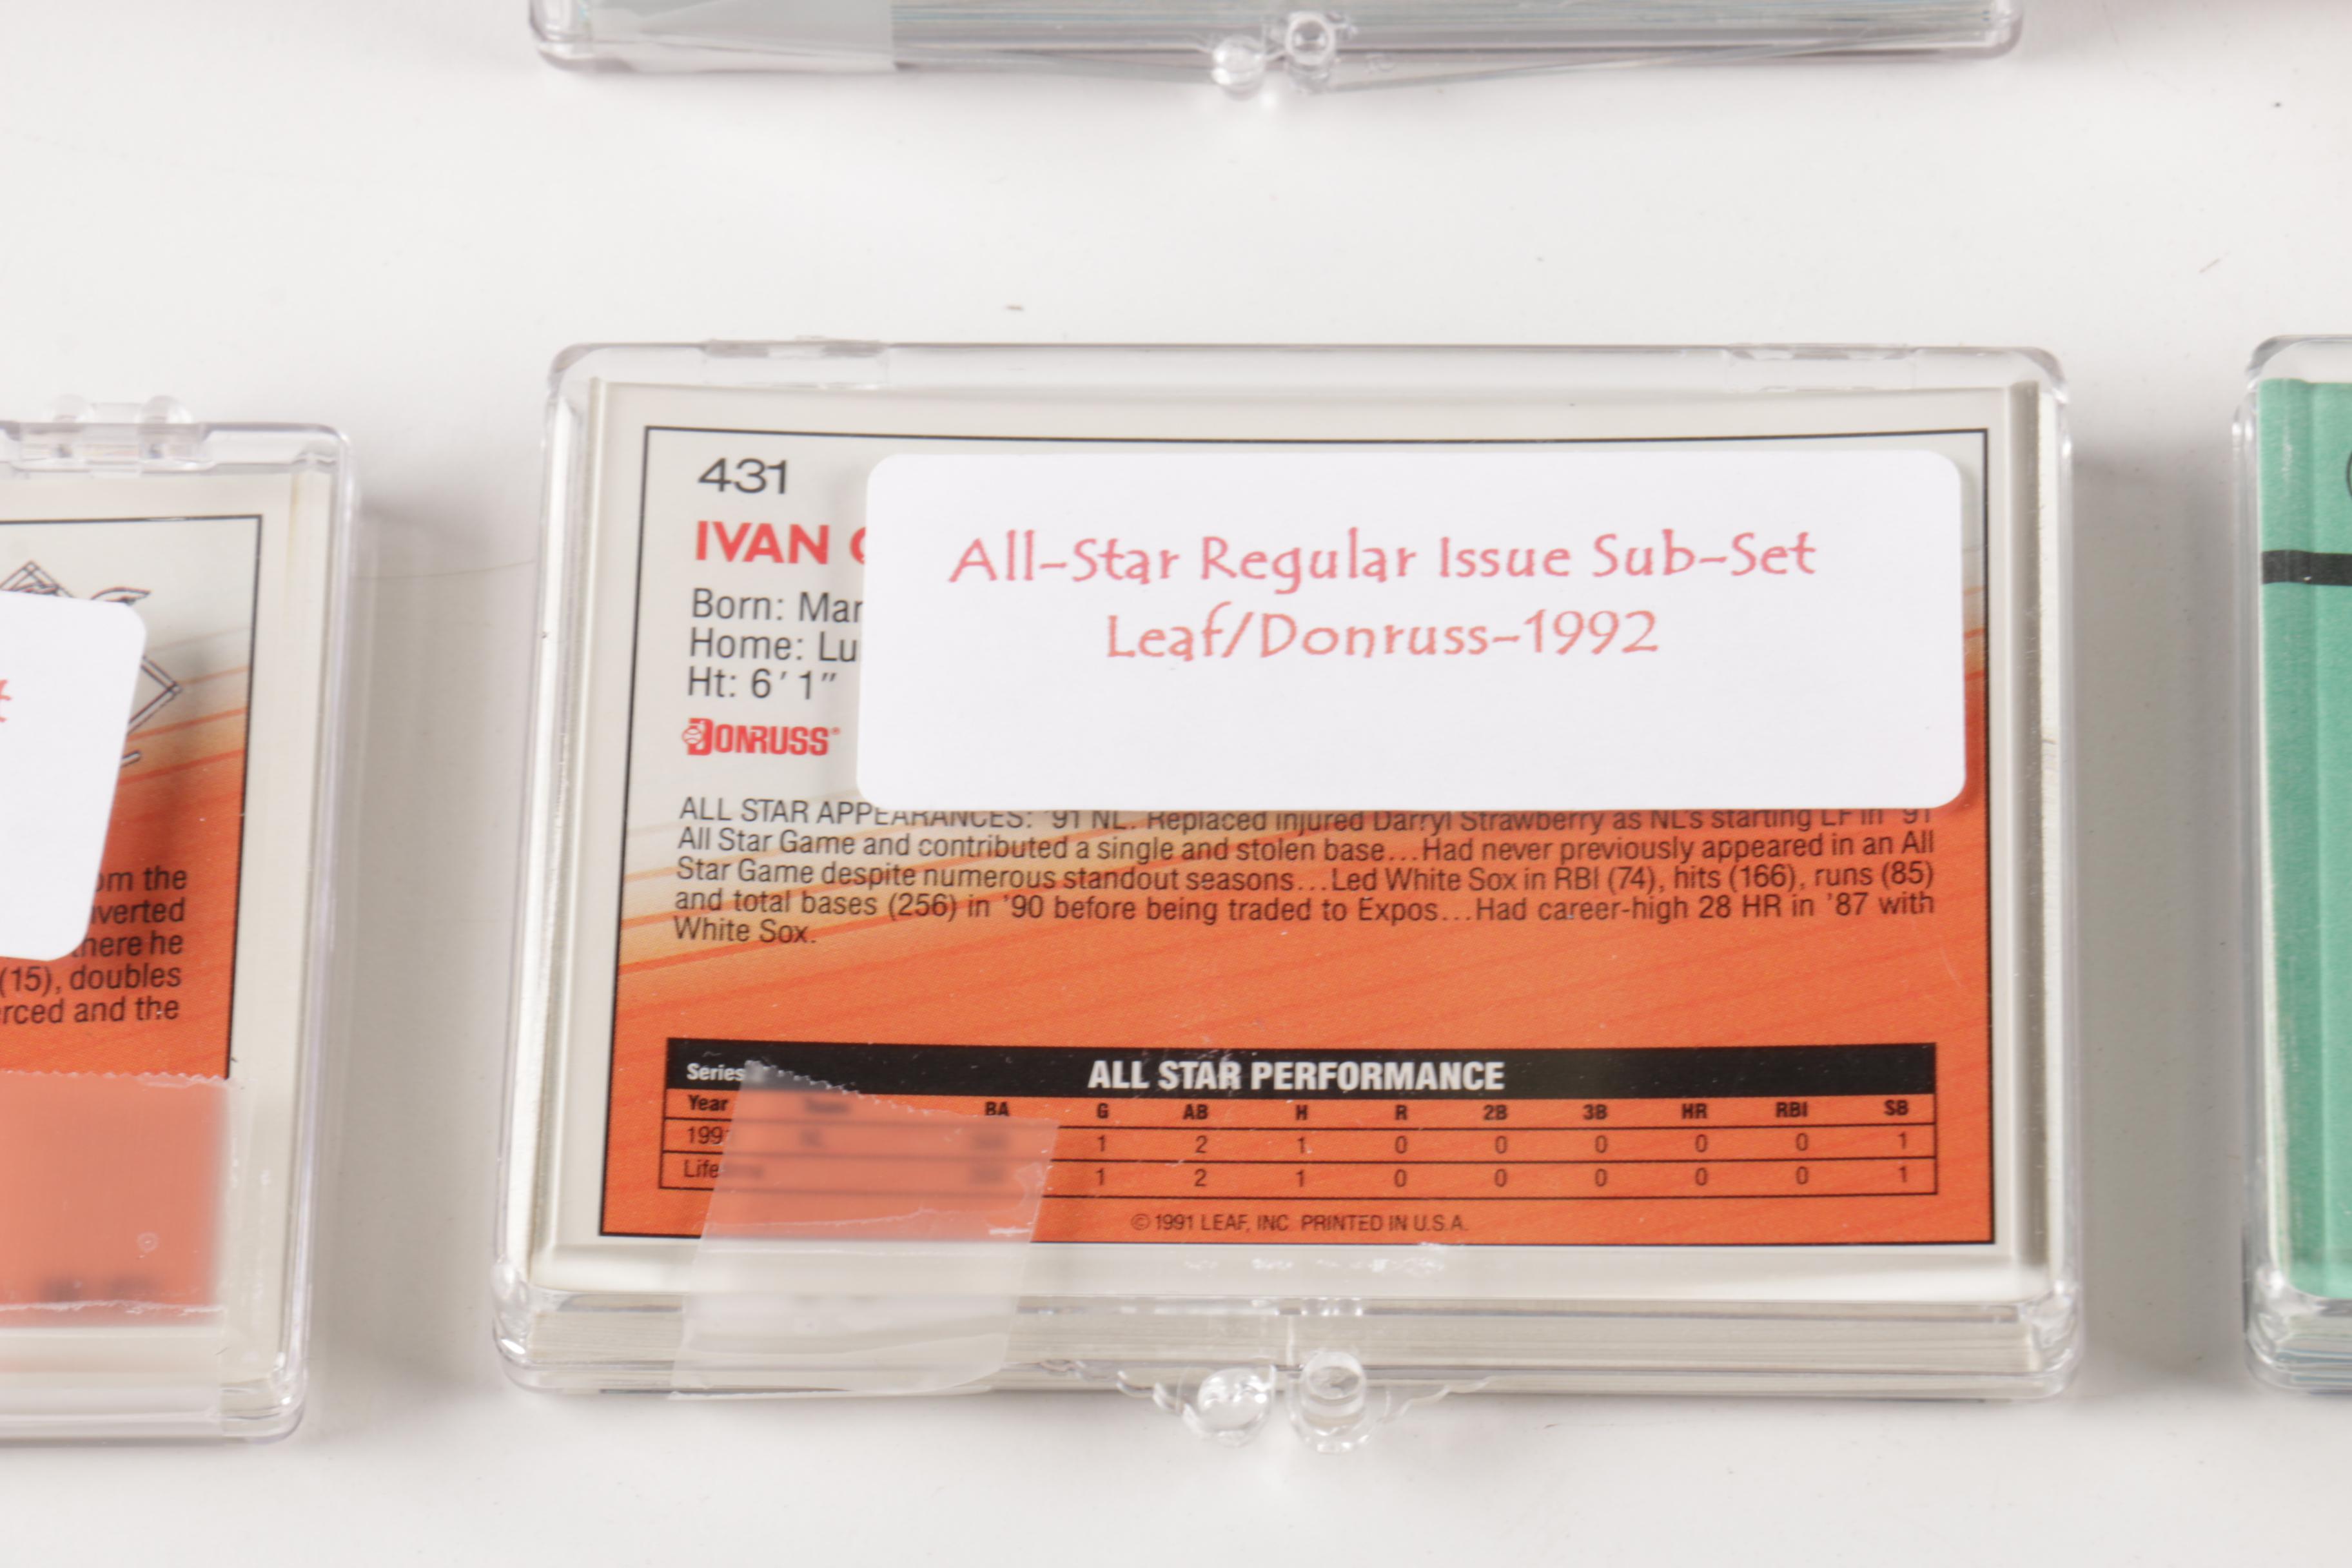 431
IVAN
Born: Mar
Home: Lu
Ht: 6'1"
DONRUSS
All-Star Regular Issue Sub-Set
Leaf/Donruss-1992
ALL STAR APPEARANCES: '91 NL. Replaced injured Darryl Strawberry as NL's starting LF in '91
All Star Game and contributed a single and stolen base...Had never previously appeared in an All
Star Game despite numerous standout seasons...Led White Sox in RBI (74), hits (166), runs (85)
and total bases (256) in '90 before being traded to Expos...Had career-high 28 HR in '87 with
White Sox.
Series ALL STAR PERFORMANCE
Year BA G AB H R 2B 3B HR RBI SB
199 1 2 1 0 0 0 0 0 1
Life 1 2 1 0 0 0 0 0 1
© 1991 LEAF, INC. PRINTED IN U.S.A.
om the
verted
here he
(15), doubles
rced and the